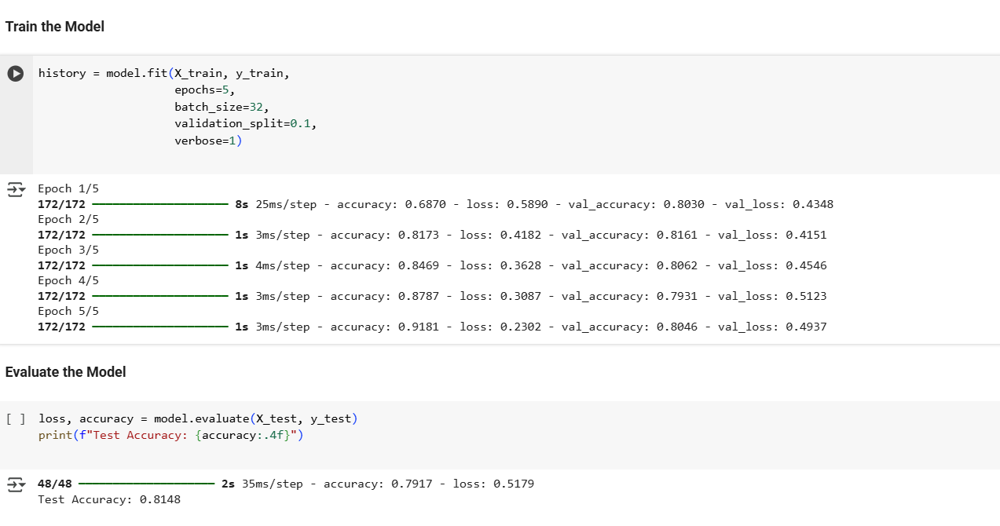 Train the Model
history = model.fit(X_train, y_train,
epochs=5,
batch_size=32,
validation_split=0.1,
verbose=1)
Epoch 1/5
172/172 ━━━━━━━━━━━━━━━━━━━━ 8s 25ms/step - accuracy: 0.6870 - loss: 0.5890 - val_accuracy: 0.8030 - val_loss: 0.4348
Epoch 2/5
172/172 ━━━━━━━━━━━━━━━━━━━━ 1s 3ms/step - accuracy: 0.8173 - loss: 0.4182 - val_accuracy: 0.8161 - val_loss: 0.4151
Epoch 3/5
172/172 ━━━━━━━━━━━━━━━━━━━━ 1s 4ms/step - accuracy: 0.8469 - loss: 0.3628 - val_accuracy: 0.8062 - val_loss: 0.4546
Epoch 4/5
172/172 ━━━━━━━━━━━━━━━━━━━━ 1s 3ms/step - accuracy: 0.8787 - loss: 0.3087 - val_accuracy: 0.7931 - val_loss: 0.5123
Epoch 5/5
172/172 ━━━━━━━━━━━━━━━━━━━━ 1s 3ms/step - accuracy: 0.9181 - loss: 0.2302 - val_accuracy: 0.8046 - val_loss: 0.4937
Evaluate the Model
[ ] loss, accuracy = model.evaluate(X_test, y_test)
print(f"Test Accuracy: {accuracy:.4f}")
48/48 ━━━━━━━━━━━━━━━━━━━━ 2s 35ms/step - accuracy: 0.7917 - loss: 0.5179
Test Accuracy: 0.8148